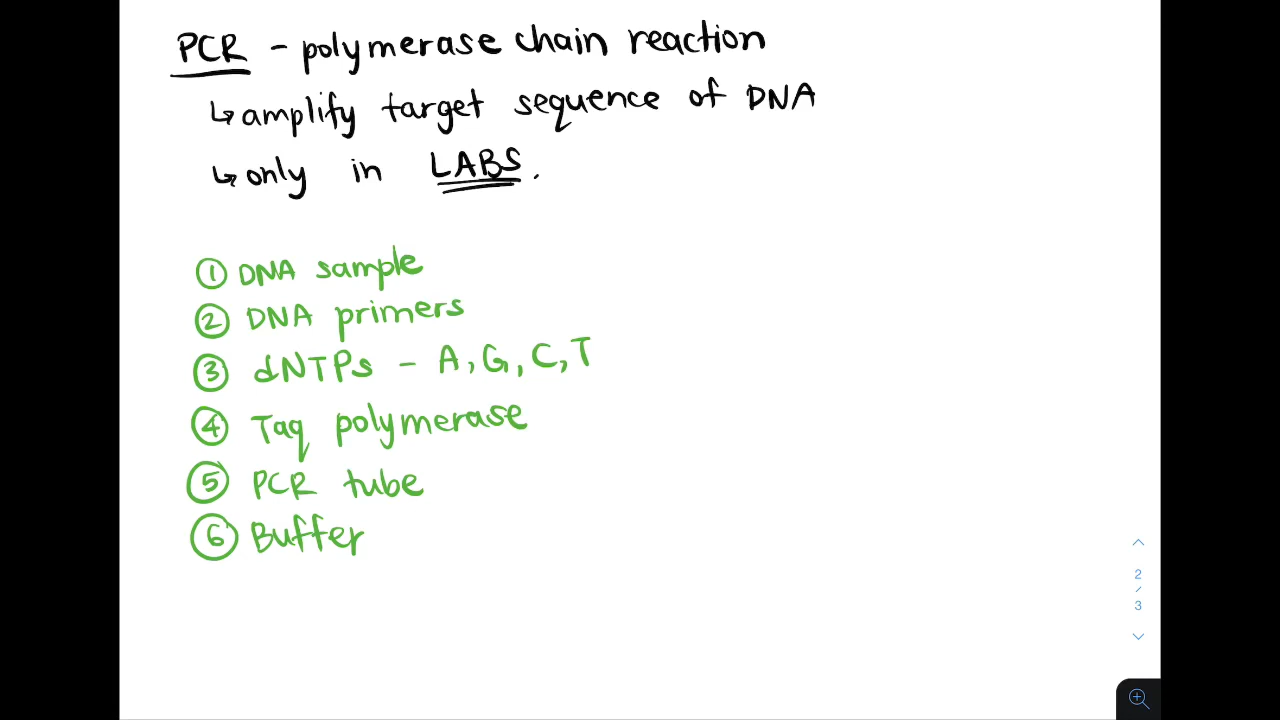 PCR - polymerase chain reaction
↳ amplify target sequence of DNA
↳ only in LABS.
① DNA sample
② DNA primers
③ dNTPs - A, G, C, T
④ Taq polymerase
⑤ PCR tube
⑥ Buffer
2
/
3